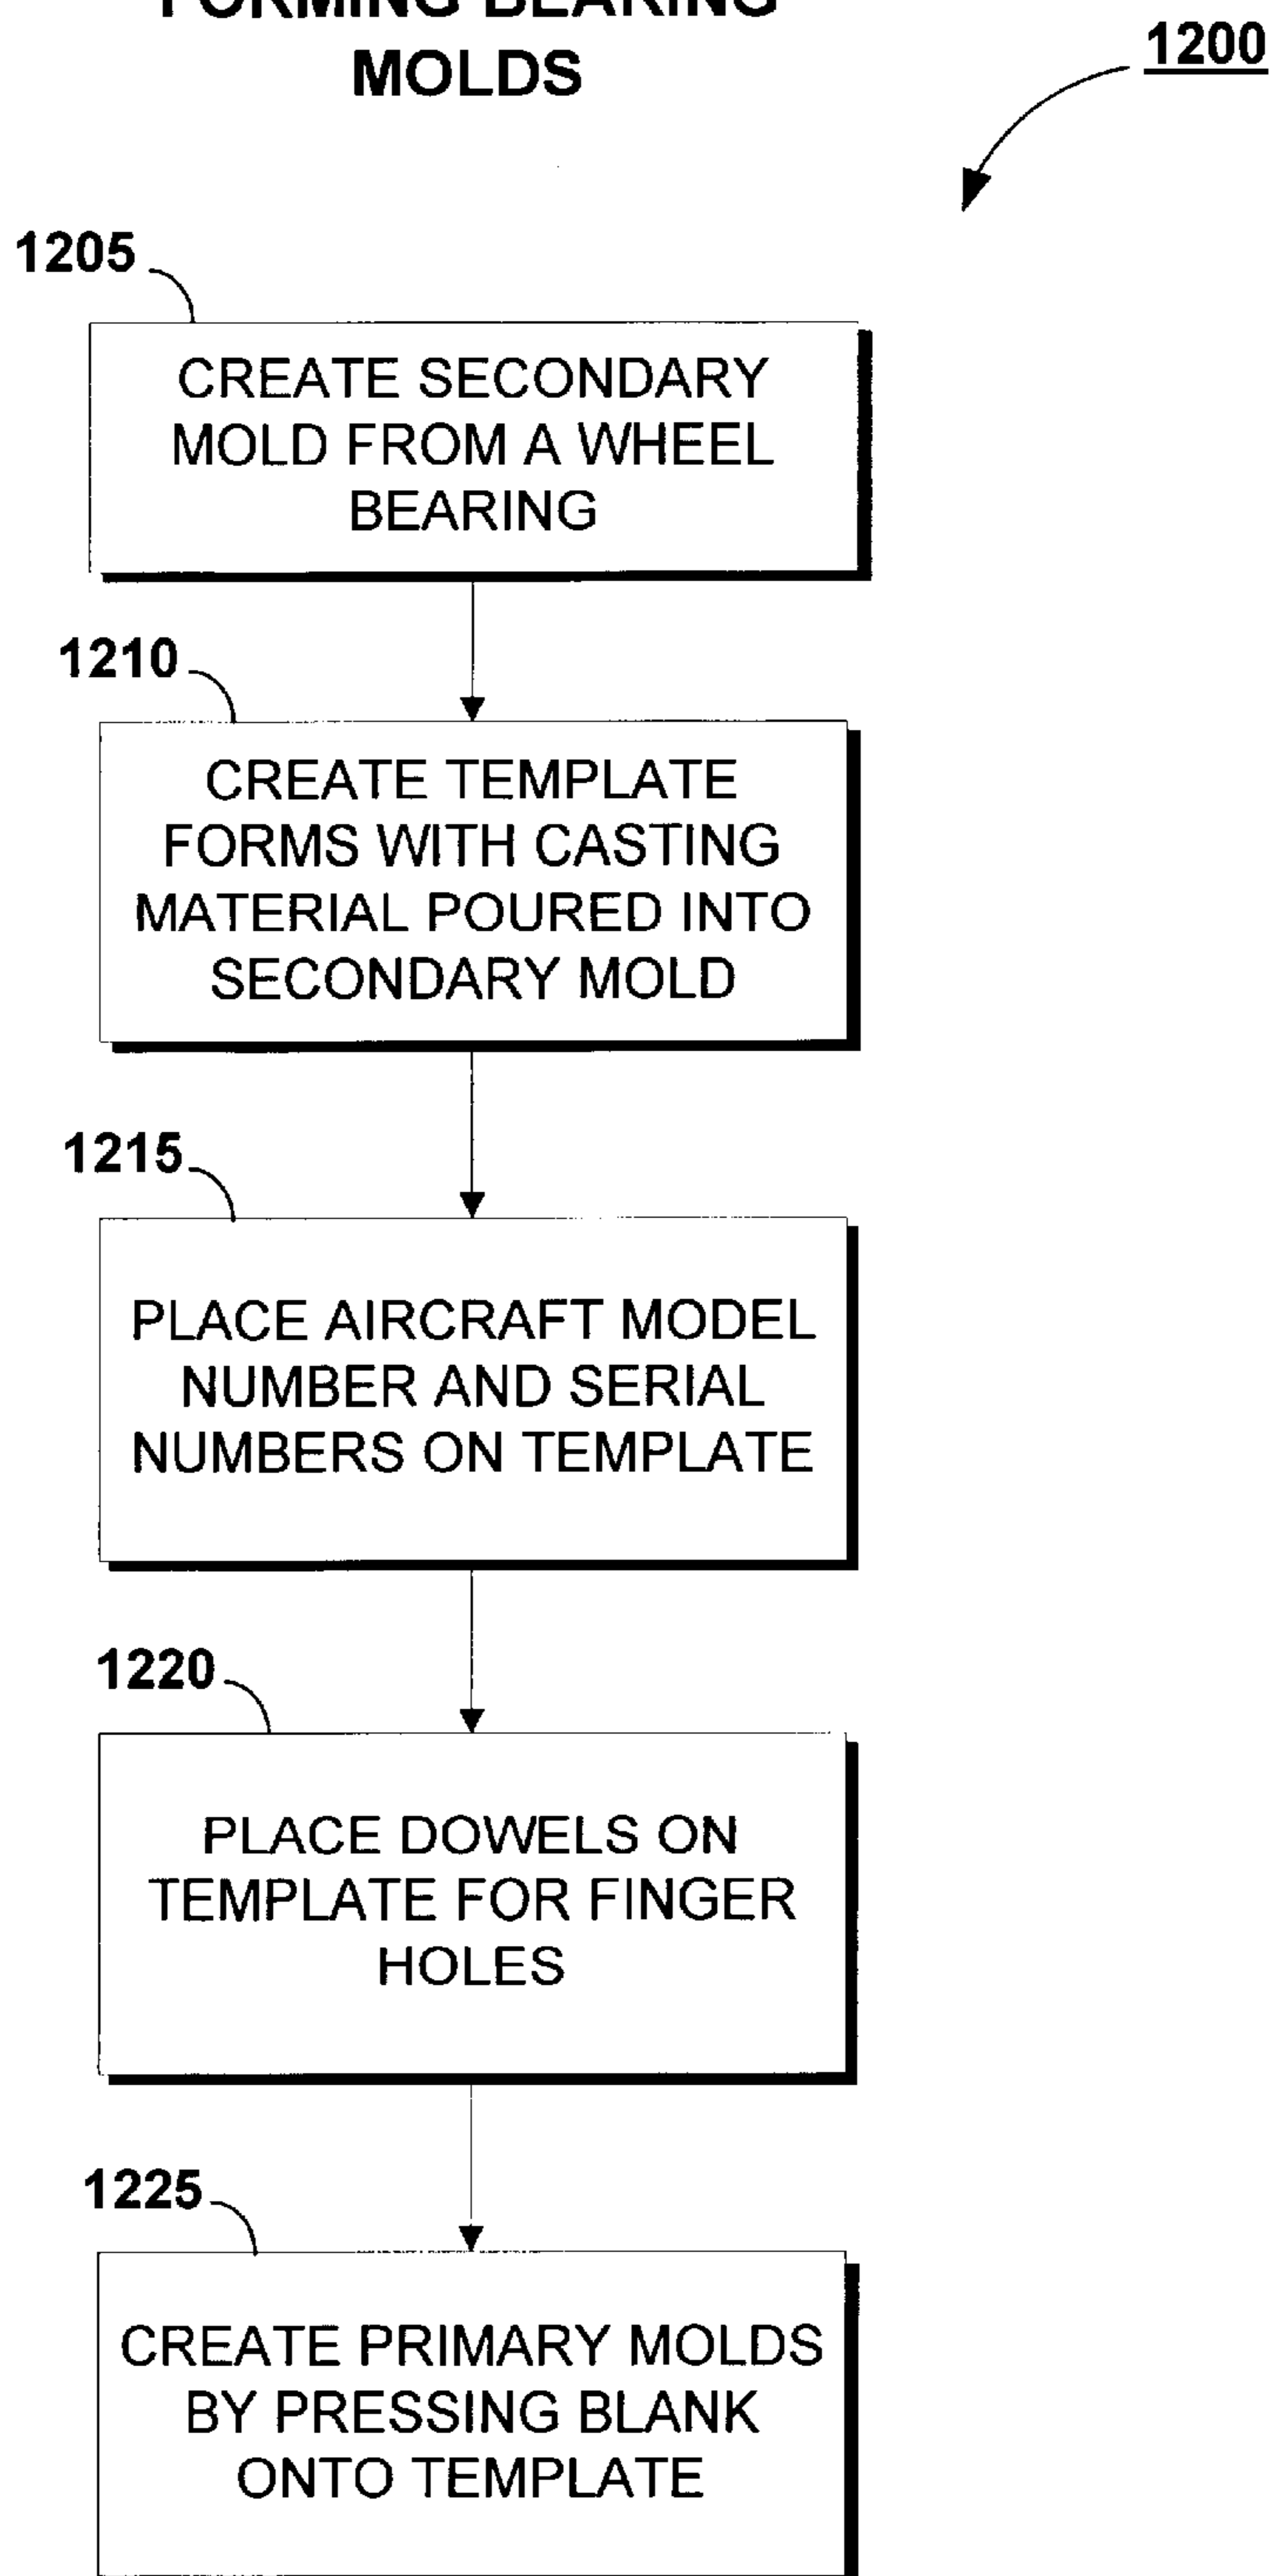 FORMING BEARING
MOLDS
1200
1205
CREATE SECONDARY
MOLD FROM A WHEEL
BEARING
1210
CREATE TEMPLATE
FORMS WITH CASTING
MATERIAL POURED INTO
SECONDARY MOLD
1215
PLACE AIRCRAFT MODEL
NUMBER AND SERIAL
NUMBERS ON TEMPLATE
1220
PLACE DOWELS ON
TEMPLATE FOR FINGER
HOLES
1225
CREATE PRIMARY MOLDS
BY PRESSING BLANK
ONTO TEMPLATE